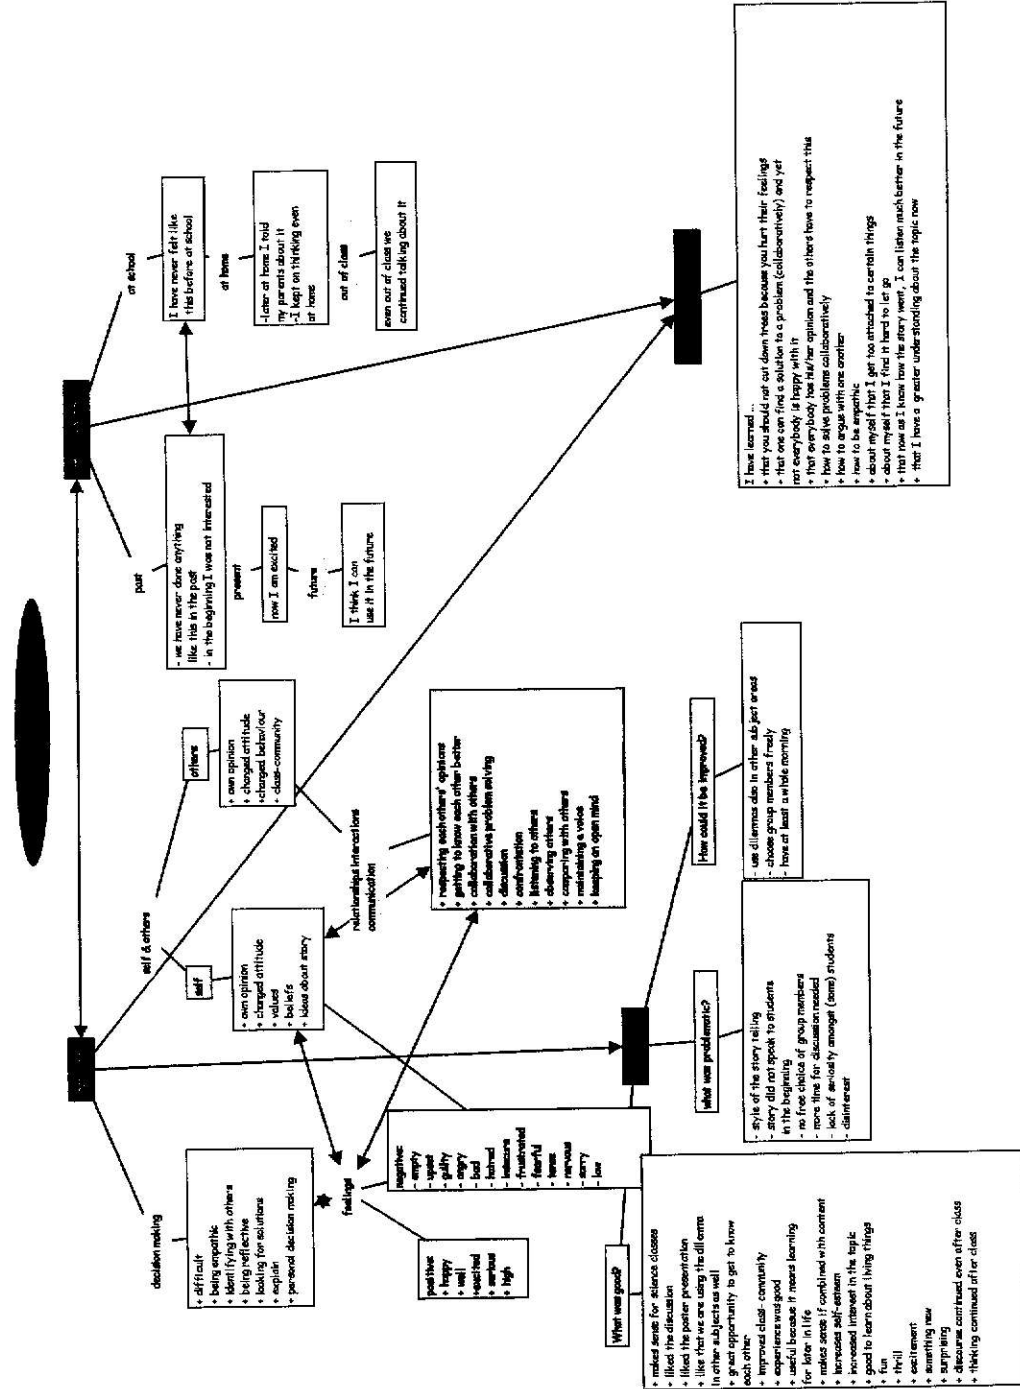 decision making
+ difficult
+ being empathic
+ identifying with others
+ being reflective
+ looking for solutions
+ explain
+ personal decision making
feelings
positive:
+ happy
+ well
+excited
+ serious
+ high
negative:
- empty
- upset
- guilty
- angry
- bad
- hatred
- insecure
- frustrated
- fearful
- tense
- nervous
- sorry
- low
self & others
self
+ own opinion
+ changed attitude
+ values
+ beliefs
+ ideas about story
others
+ own opinion
+ changed attitude
+changed behaviour
+ class-community
relationships interactions
communication
+ respecting each others' opinions
+ getting to know each other better
+ collaboration with others
+ collaborative problem solving
+ discussion
+ confrontation
+ listening to others
+ observing others
+ comparing with others
+ maintaining a voice
+ keeping an open mind
past
- we have never done anything
like this in the past
- in the beginning I was not interested
present
now I am excited
future
I think I can
use it in the future
at school
I have never felt like
this before at school
at home
-later at home I told
my parents about it
-I kept on thinking even
at home
out of class
even out of class we
continued talking about it
What was good?
+ makes sense for science classes
+ liked the discussion
+ liked the poster presentation
+ like that we are using the dilemma
in other subjects as well
+ great opportunity to get to know
each other
+ improved class- community
+ experience was good
+ useful because it means learning
for later in life
+ makes sense if combined with content
+ increases self-esteem
+ increased interest in the topic
+ good to learn about living things
+ fun
+ thrill
+ excitement
+ something new
+ surprising
+ discourse continued even after class
+ thinking continued after class
what was problematic?
- style of the story telling
- story did not speak to students
in the beginning
- no free choice of group members
- more time for discussion needed
- lack of seriosity amongst (some) students
- disinterest
How could it be improved?
- use dilemmas also in other subject areas
- choose group members freely
- have at least a whole morning
I have learned ...
+ that you should not cut down trees because you hurt their feelings
+ that one can find a solution to a problem (collaboratively) and yet
not everybody is happy with it
+ that everybody has his/her opinion and the others have to respect this
+ how to solve problems collaboratively
+ how to argue with one another
+ how to be empathic
+ about myself that I get too attached to certain things
+ about myself that I find it hard to let go
+ that now as I know how the story went, I can listen much better in the future
+ that I have a greater understanding about the topic now